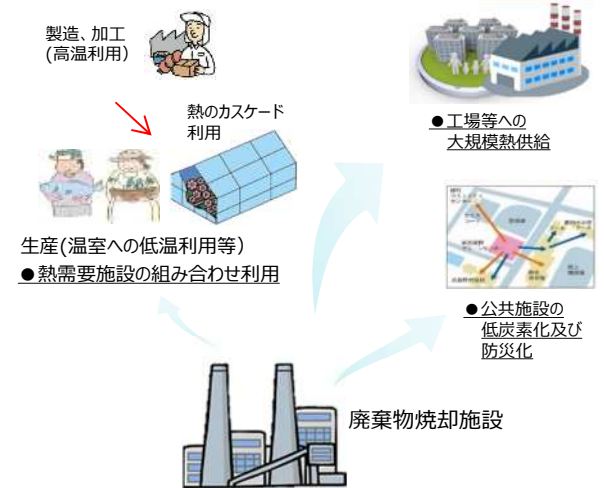 製造、加工
(高温利用)
熱のカスケード
利用
生産(温室への低温利用等)
●熱需要施設の組み合わせ利用
●工場等への
大規模熱供給
●公共施設の
低炭素化及び
防災化
廃棄物焼却施設